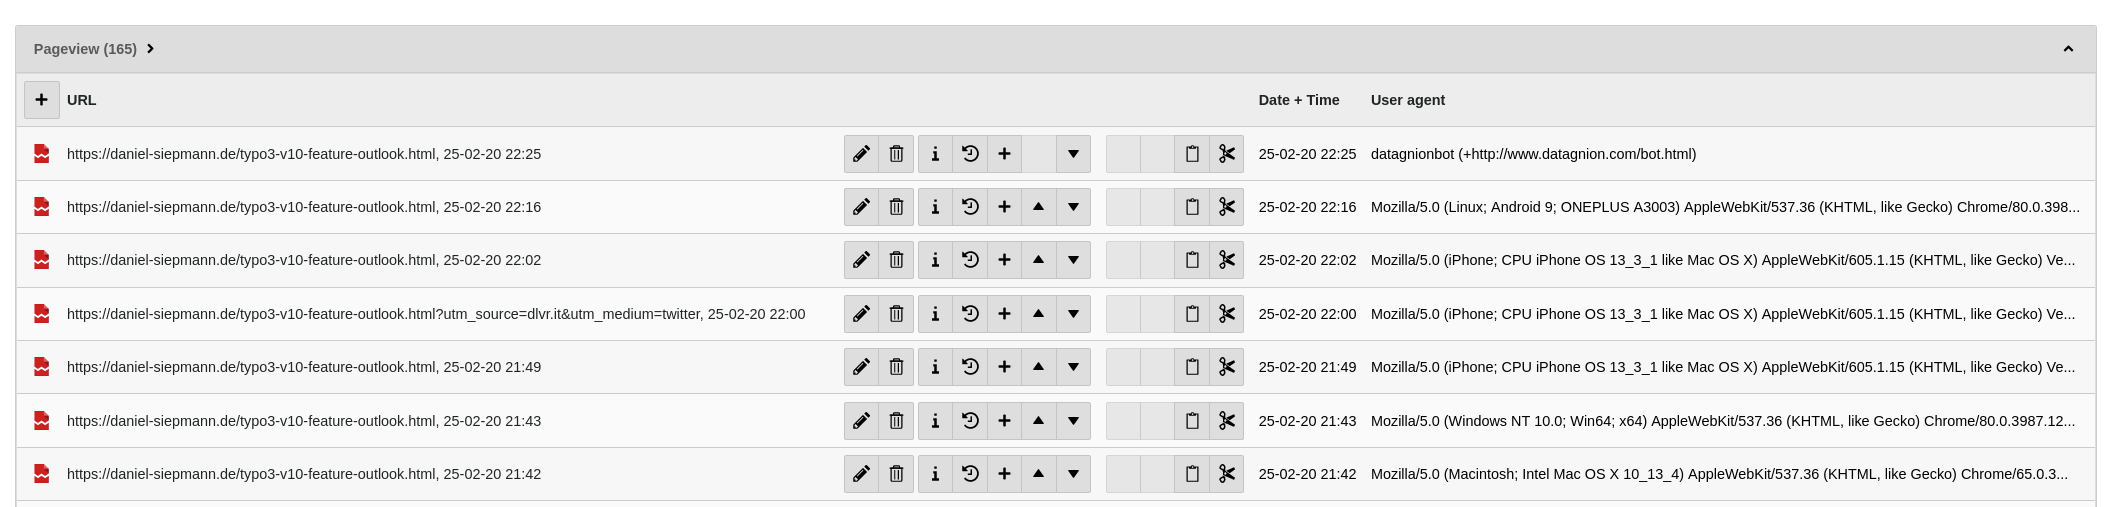 Pageview (165)
URL Date + Time User agent
https://daniel-siepmann.de/typo3-v10-feature-outlook.html, 25-02-20 22:25 25-02-20 22:25 datagnionbot (+http://www.datagnion.com/bot.html)
https://daniel-siepmann.de/typo3-v10-feature-outlook.html, 25-02-20 22:16 25-02-20 22:16 Mozilla/5.0 (Linux; Android 9; ONEPLUS A3003) AppleWebKit/537.36 (KHTML, like Gecko) Chrome/80.0.398...
https://daniel-siepmann.de/typo3-v10-feature-outlook.html, 25-02-20 22:02 25-02-20 22:02 Mozilla/5.0 (iPhone; CPU iPhone OS 13_3_1 like Mac OS X) AppleWebKit/605.1.15 (KHTML, like Gecko) Ve...
https://daniel-siepmann.de/typo3-v10-feature-outlook.html?utm_source=dlvr.it&utm_medium=twitter, 25-02-20 22:00 25-02-20 22:00 Mozilla/5.0 (iPhone; CPU iPhone OS 13_3_1 like Mac OS X) AppleWebKit/605.1.15 (KHTML, like Gecko) Ve...
https://daniel-siepmann.de/typo3-v10-feature-outlook.html, 25-02-20 21:49 25-02-20 21:49 Mozilla/5.0 (iPhone; CPU iPhone OS 13_3_1 like Mac OS X) AppleWebKit/605.1.15 (KHTML, like Gecko) Ve...
https://daniel-siepmann.de/typo3-v10-feature-outlook.html, 25-02-20 21:43 25-02-20 21:43 Mozilla/5.0 (Windows NT 10.0; Win64; x64) AppleWebKit/537.36 (KHTML, like Gecko) Chrome/80.0.3987.12...
https://daniel-siepmann.de/typo3-v10-feature-outlook.html, 25-02-20 21:42 25-02-20 21:42 Mozilla/5.0 (Macintosh; Intel Mac OS X 10_13_4) AppleWebKit/537.36 (KHTML, like Gecko) Chrome/65.0.3...